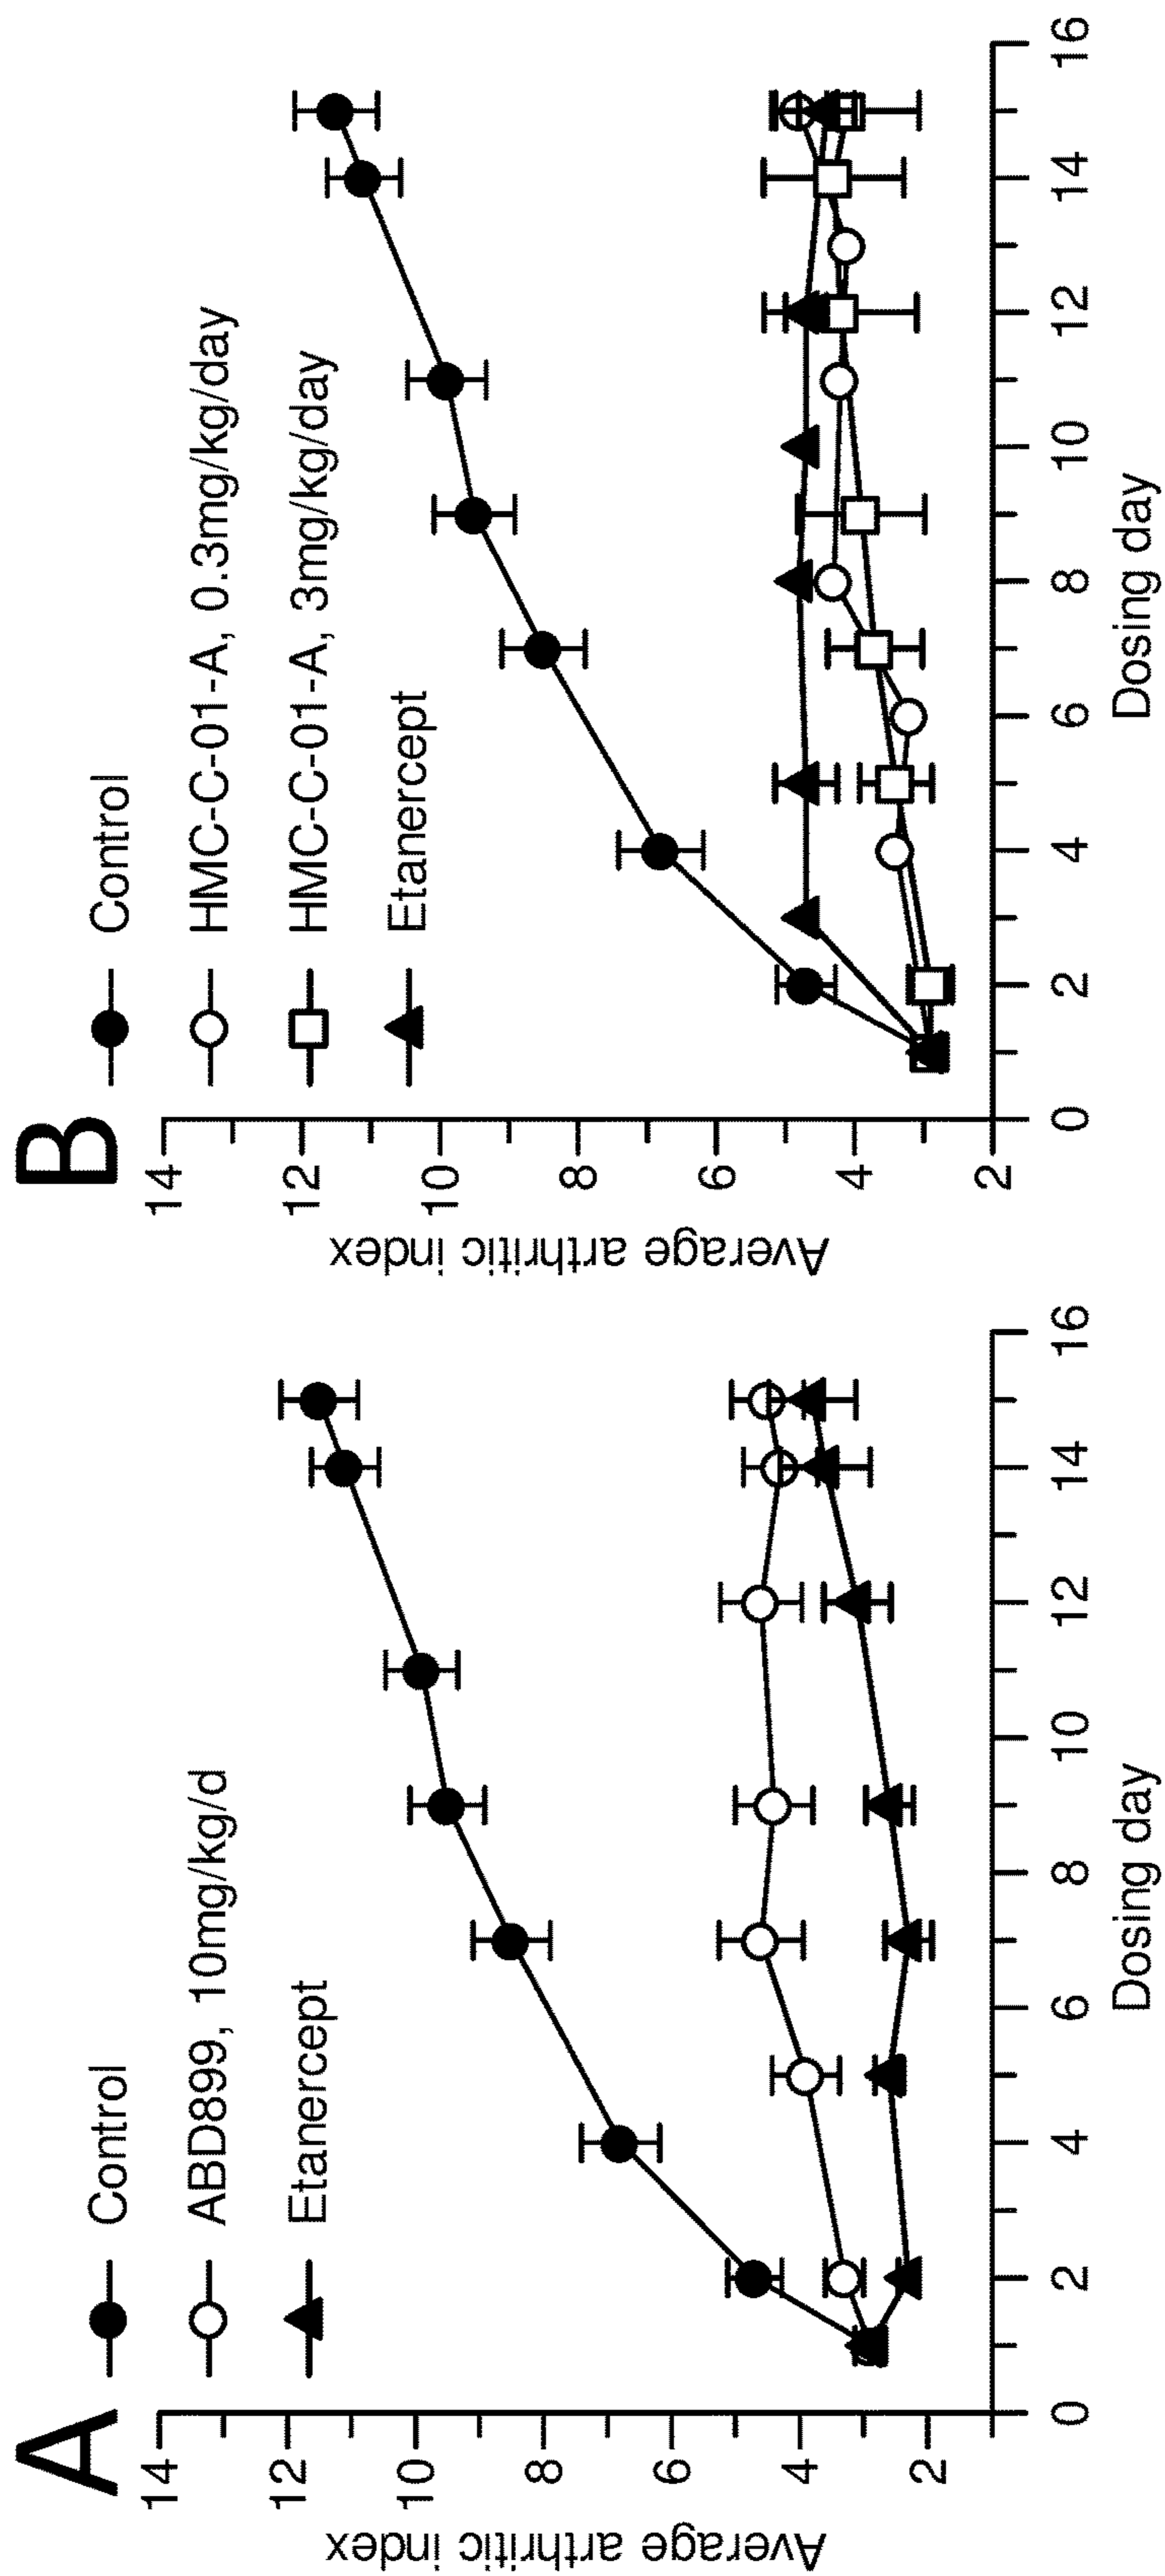 A
Control
ABD899, 10mg/kg/d
Etanercept
14
12
10
8
6
4
2
Average arthritic index
0
2
4
6
8
10
12
14
16
Dosing day
B
Control
HMC-C-01-A, 0.3mg/kg/day
HMC-C-01-A, 3mg/kg/day
Etanercept
14
12
10
8
6
4
2
Average arthritic index
0
2
4
6
8
10
12
14
16
Dosing day